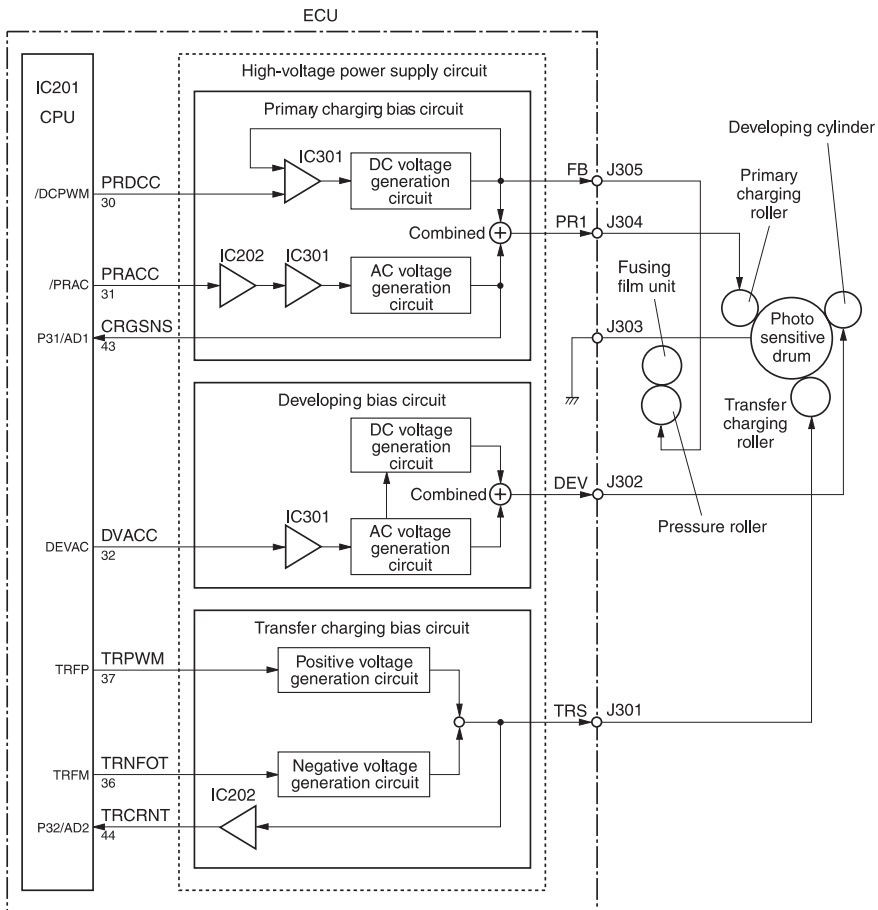 ECU
IC201
CPU
High-voltage power supply circuit
Primary charging bias circuit
IC301
DC voltage
generation
circuit
/DCPWM
PRDCC
30
FB
J305
Combined
PR1
J304
IC202
IC301
AC voltage
generation
circuit
/PRAC
PRACC
31
P31/AD1
CRGSNS
43
J303
Developing cylinder
Primary
charging
roller
Fusing
film unit
Photo
sensitive
drum
Transfer
charging
roller
Pressure roller
Developing bias circuit
DC voltage
generation
circuit
Combined
DEV
J302
IC301
AC voltage
generation
circuit
DEVAC
DVACC
32
Transfer charging bias circuit
TRFP
TRPWM
37
Positive voltage
generation circuit
TRS
J301
TRFM
TRNFOT
36
Negative voltage
generation circuit
IC202
P32/AD2
TRCRNT
44